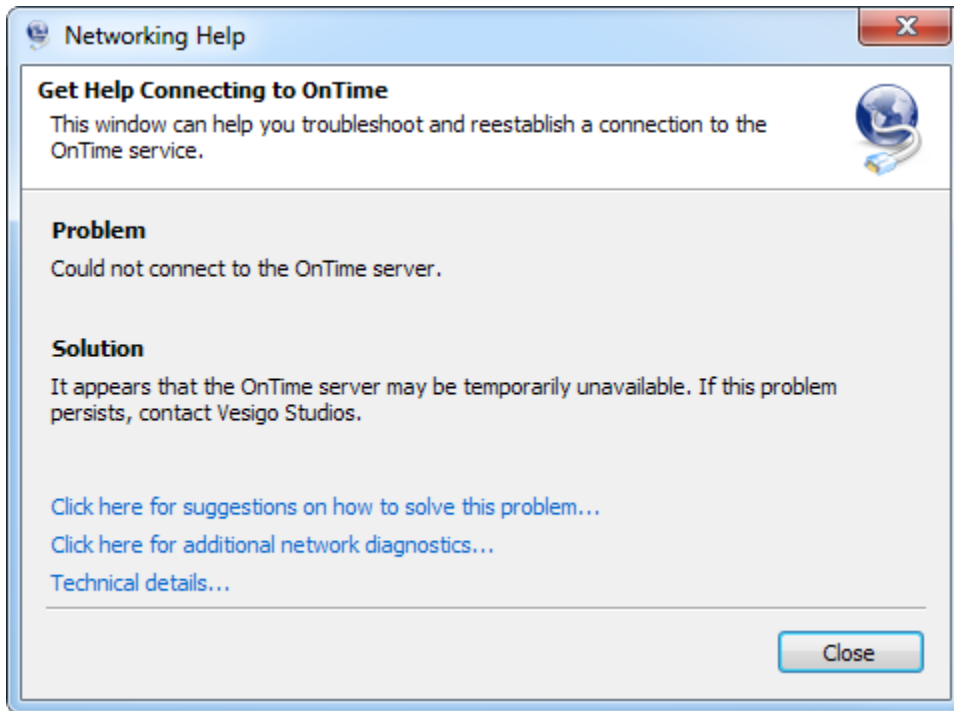 Networking Help
Get Help Connecting to OnTime
This window can help you troubleshoot and reestablish a connection to the
OnTime service.
Problem
Could not connect to the OnTime server.
Solution
It appears that the OnTime server may be temporarily unavailable. If this problem
persists, contact Vesigo Studios.
Click here for suggestions on how to solve this problem...
Click here for additional network diagnostics...
Technical details...
Close